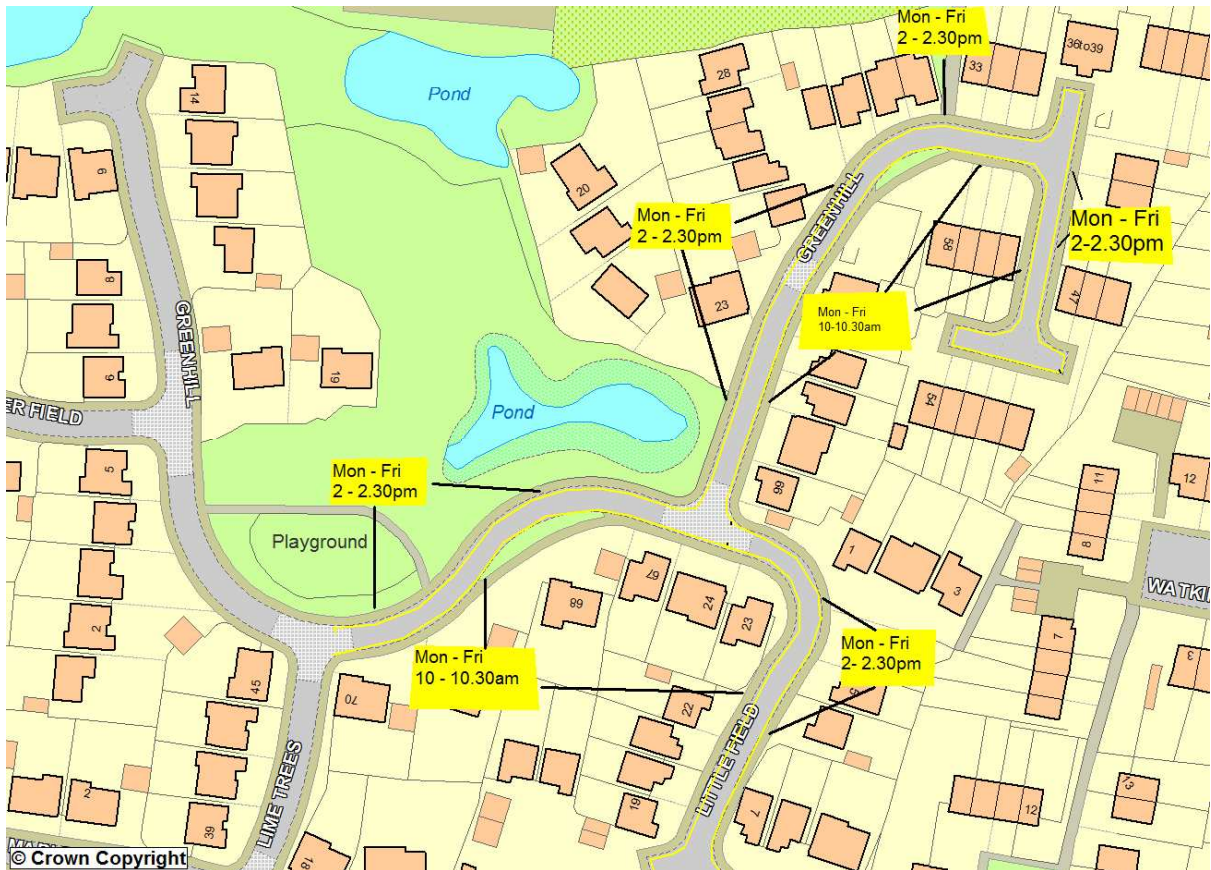 Mon - Fri
2 - 2.30pm
36to39
33
28
14
Pond
20
6
Mon - Fri
2 - 2.30pm
GREENHILL
Mon - Fri
2-2.30pm
58
8
23
47
Mon - Fri
10-10.30am
GREENHILL
19
9
ER FIELD
Pond
54
5
Mon - Fri
2 - 2.30pm
66
11
12
Playground
1
8
67
3
WATKI
68
24
23
2
7
Mon - Fri
10 - 10.30am
Mon - Fri
2- 2.30pm
3
45
70
22
5
LITTLE FIELD
LIME TREES
2
39
19
7
12
13
18
© Crown Copyright